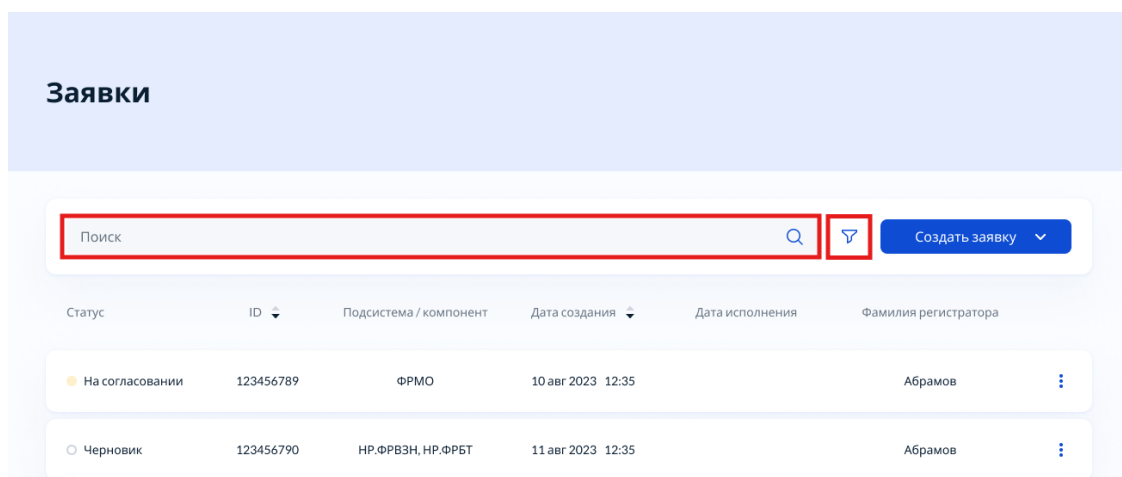 Заявки
Поиск
Создать заявку
Статус ID Подсистема / компонент Дата создания Дата исполнения Фамилия регистратора
На согласовании 123456789 ФРМО 10 авг 2023 12:35 Абрамов
Черновик 123456790 НР.ФРВЗН, НР.ФРБТ 11 авг 2023 12:35 Абрамов